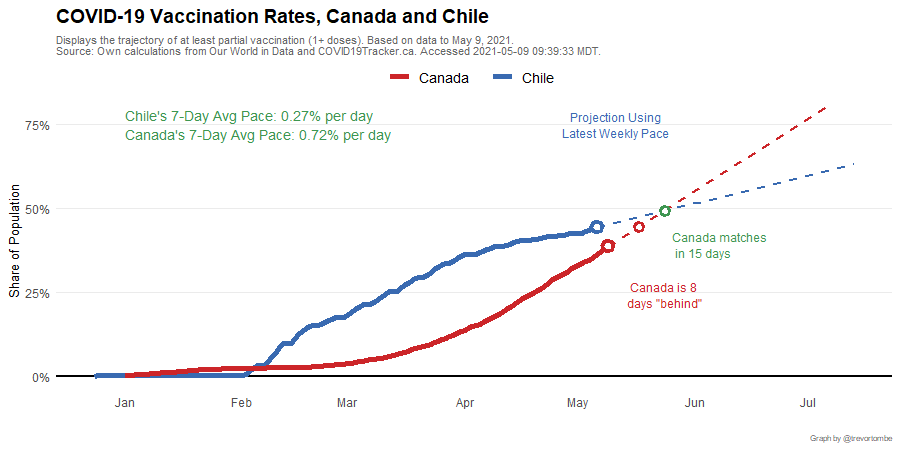 COVID-19 Vaccination Rates, Canada and Chile
Displays the trajectory of at least partial vaccination (1+ doses). Based on data to May 9, 2021.
Source: Own calculations from Our World in Data and COVID19Tracker.ca. Accessed 2021-05-09 09:39:33 MDT.
Canada Chile
Chile's 7-Day Avg Pace: 0.27% per day
Canada's 7-Day Avg Pace: 0.72% per day
Projection Using
Latest Weekly Pace
75%
50%
25%
0%
Share of Population
Canada matches
in 15 days
Canada is 8
days "behind"
Jan Feb Mar Apr May Jun Jul
Graph by @trevortombe